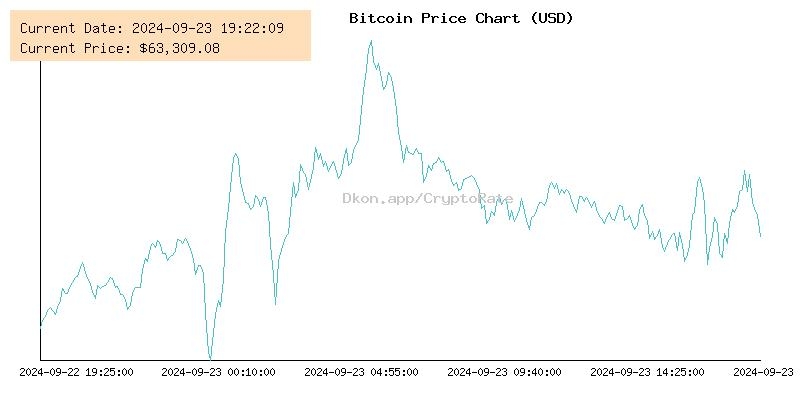 Bitcoin Price Chart (USD)
Current Date: 2024-09-23 19:22:09
Current Price: $63,309.08
Dkon.app/CryptoRate
2024-09-22 19:25:00 2024-09-23 00:10:00 2024-09-23 04:55:00 2024-09-23 09:40:00 2024-09-23 14:25:00 2024-09-23